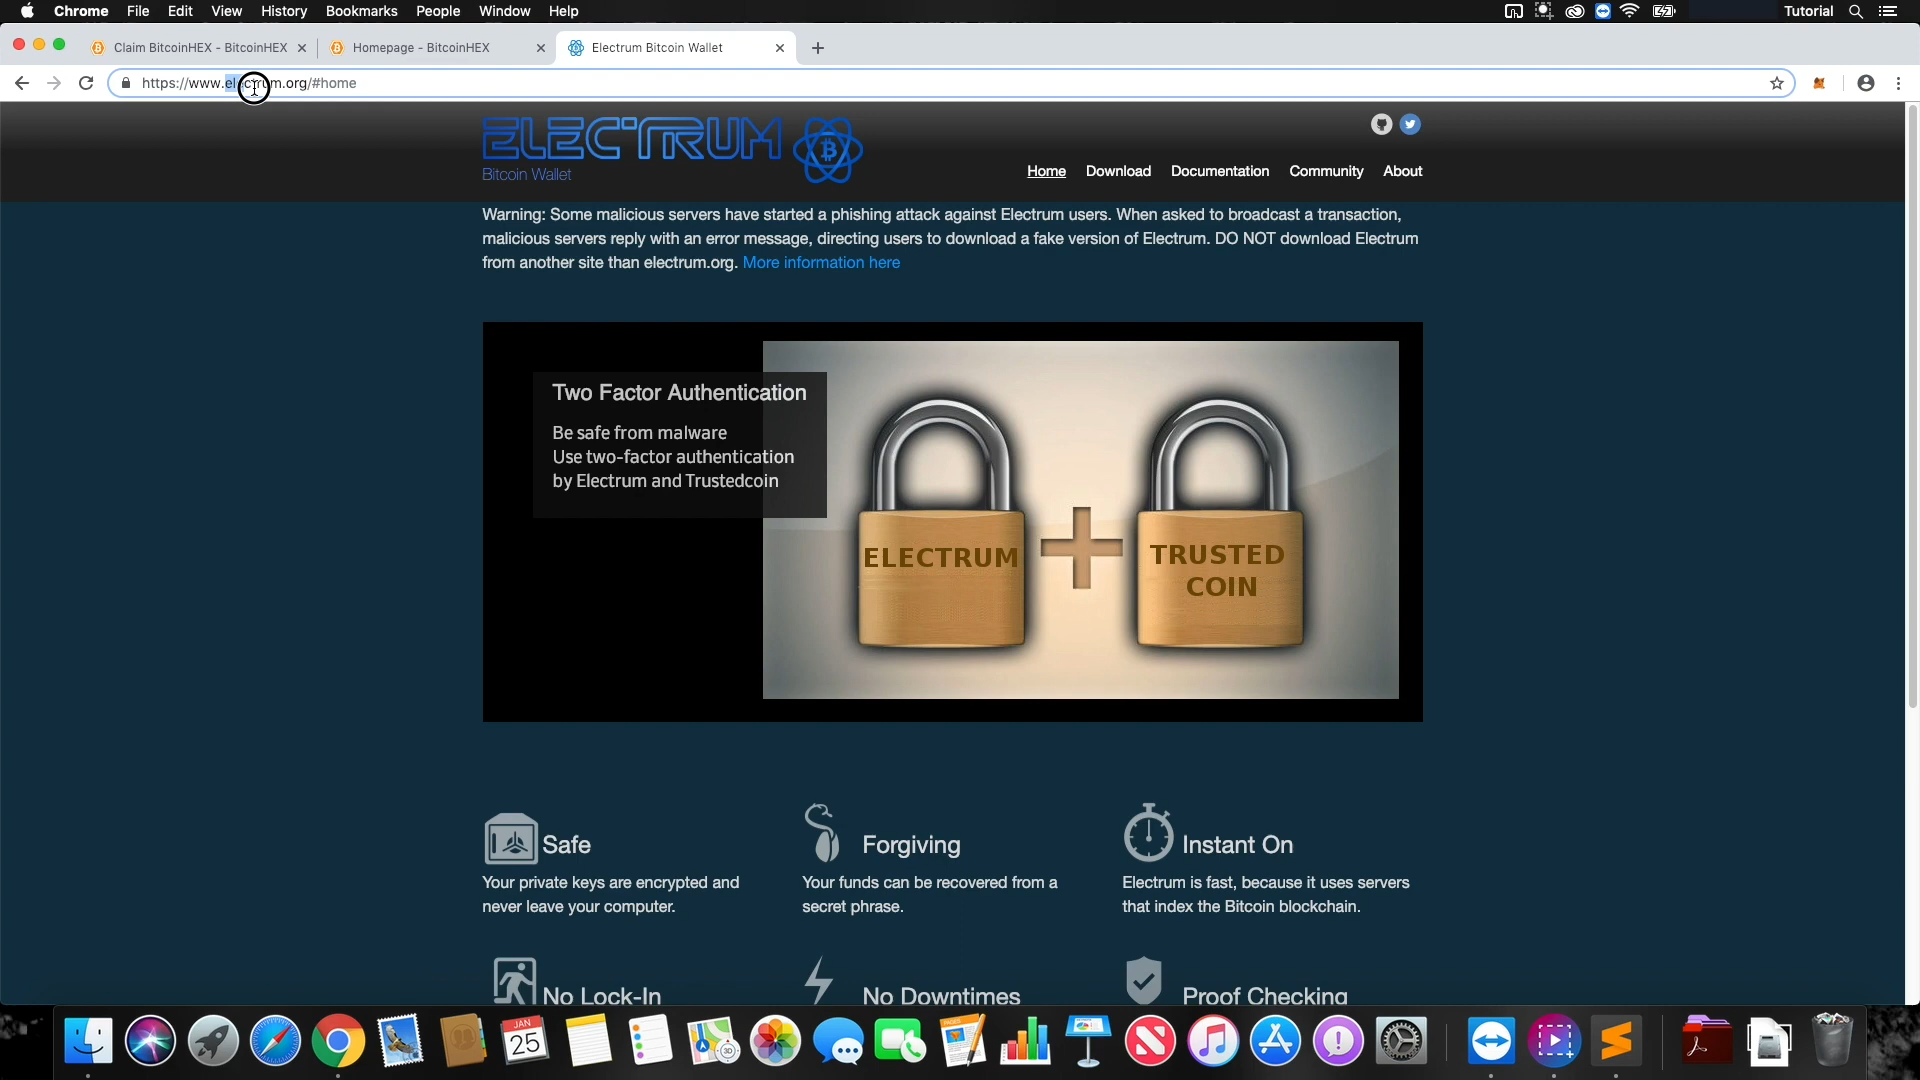 Chrome File Edit View History Bookmarks People Window Help Tutorial
Claim BitcoinHEX - BitcoinHEX Homepage - BitcoinHEX Electrum Bitcoin Wallet
https://www.electrum.org/#home
ELECTRUM
Bitcoin Wallet
Home Download Documentation Community About
Warning: Some malicious servers have started a phishing attack against Electrum users. When asked to broadcast a transaction,
malicious servers reply with an error message, directing users to download a fake version of Electrum. DO NOT download Electrum
from another site than electrum.org. More information here
Two Factor Authentication
Be safe from malware
Use two-factor authentication
by Electrum and Trustedcoin
ELECTRUM
TRUSTED
COIN
Safe
Your private keys are encrypted and
never leave your computer.
Forgiving
Your funds can be recovered from a
secret phrase.
Instant On
Electrum is fast, because it uses servers
that index the Bitcoin blockchain.
No Lock-In
No Downtimes
Proof Checking
JAN
25
3D